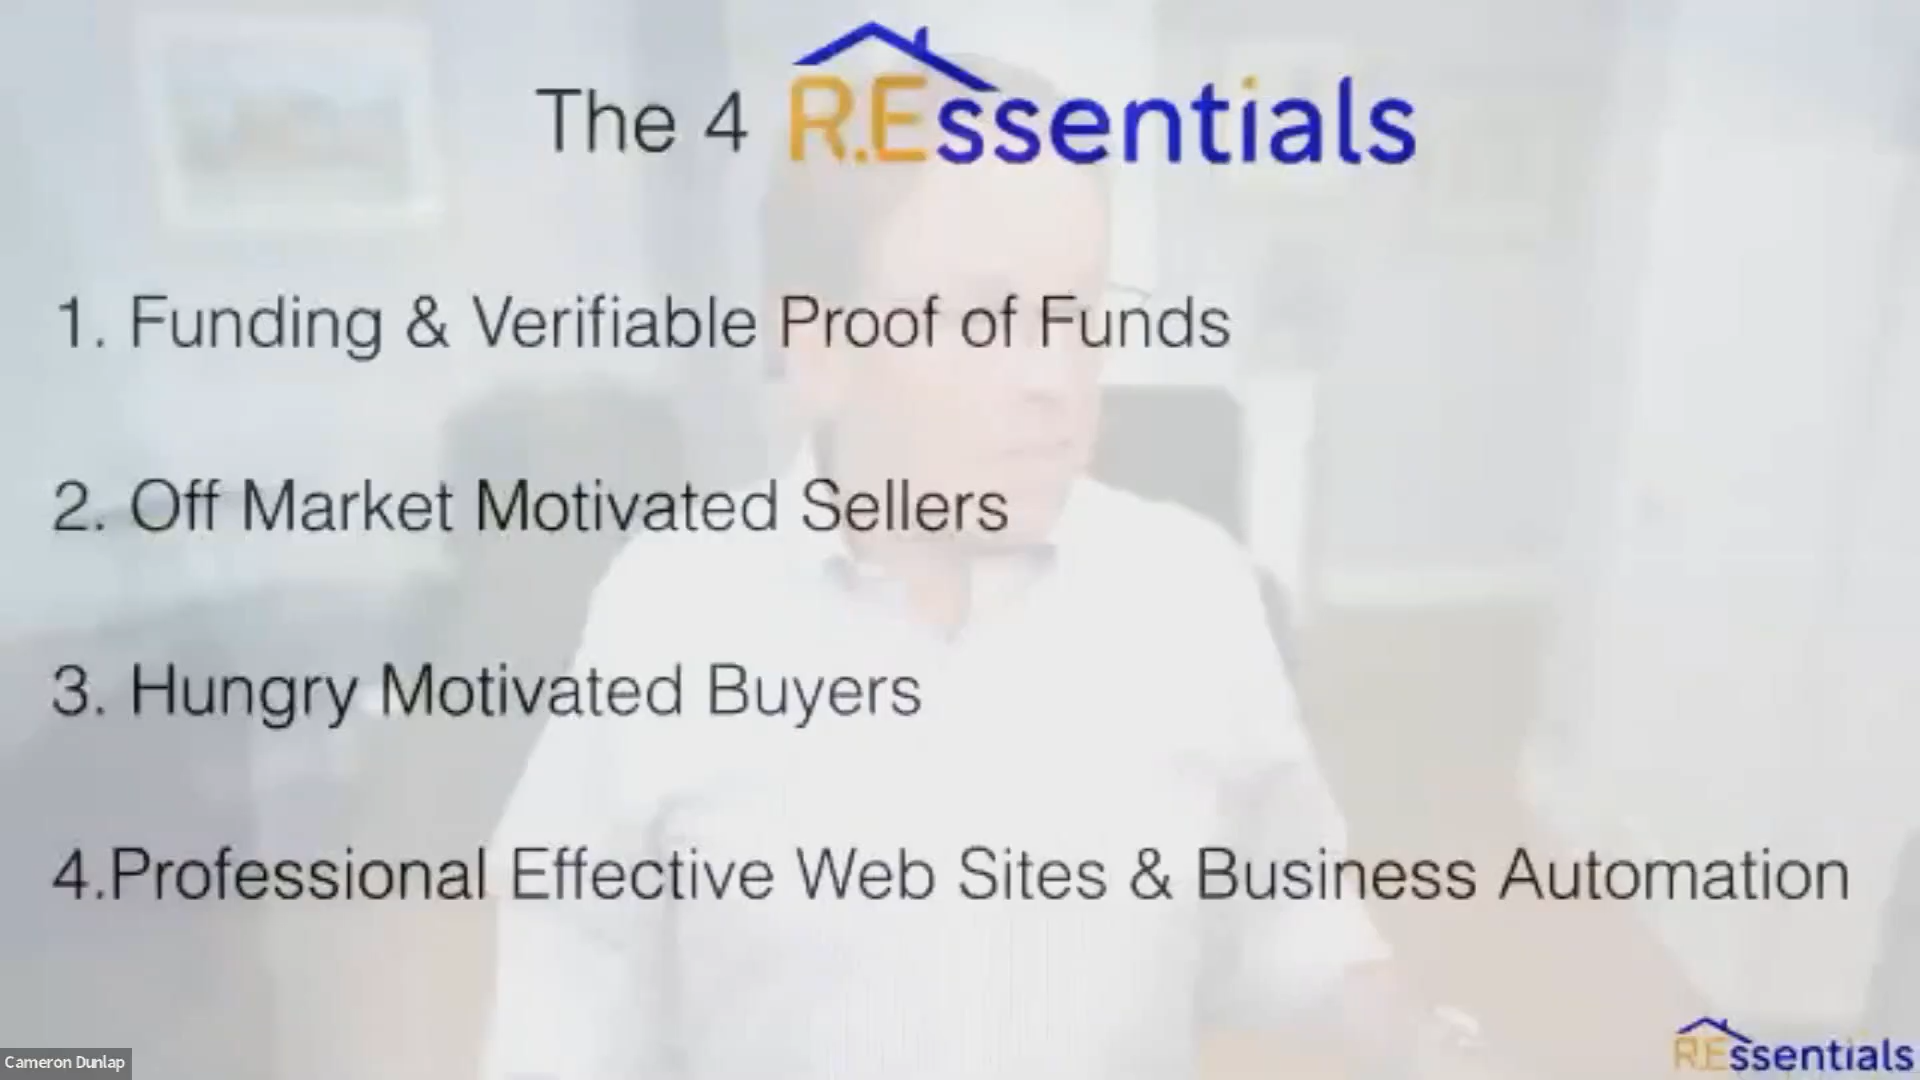 The 4 R.Essentials
1. Funding & Verifiable Proof of Funds
2. Off Market Motivated Sellers
3. Hungry Motivated Buyers
4.Professional Effective Web Sites & Business Automation
Cameron Dunlap
R.Essentials